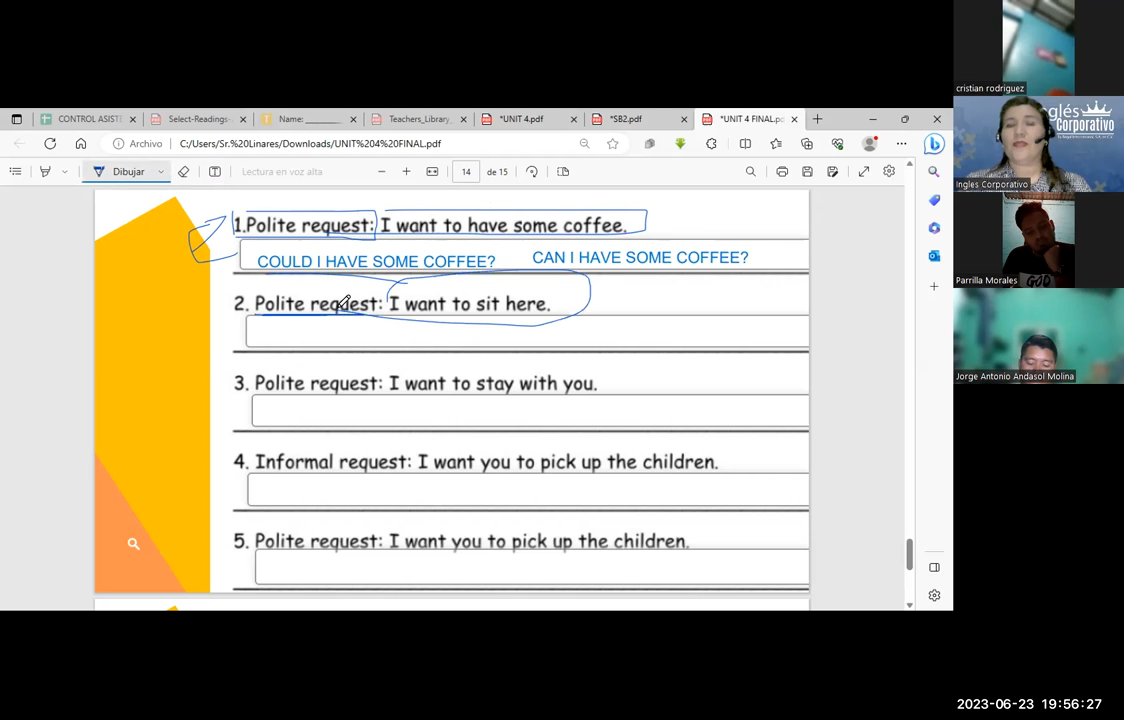 cristian rodriguez
CONTROL ASIST
Select-Readings-
Name: ________
Teachers_Library_
*UNIT 4.pdf
*SB2.pdf
*UNIT 4 FINAL.pd
Inglés
Corporativo
Archivo
C:/Users/Sr.%20Linares/Downloads/UNIT%204%20FINAL.pdf
Dibujar
Lectura en voz alta
14
de 15
Ingles Corporativo
1.Polite request: I want to have some coffee.
COULD I HAVE SOME COFFEE?
CAN I HAVE SOME COFFEE?
2. Polite request: I want to sit here.
Parrilla Morales
3. Polite request: I want to stay with you.
Jorge Antonio Andasol Molina
4. Informal request: I want you to pick up the children.
5. Polite request: I want you to pick up the children.
2023-06-23 19:56:27